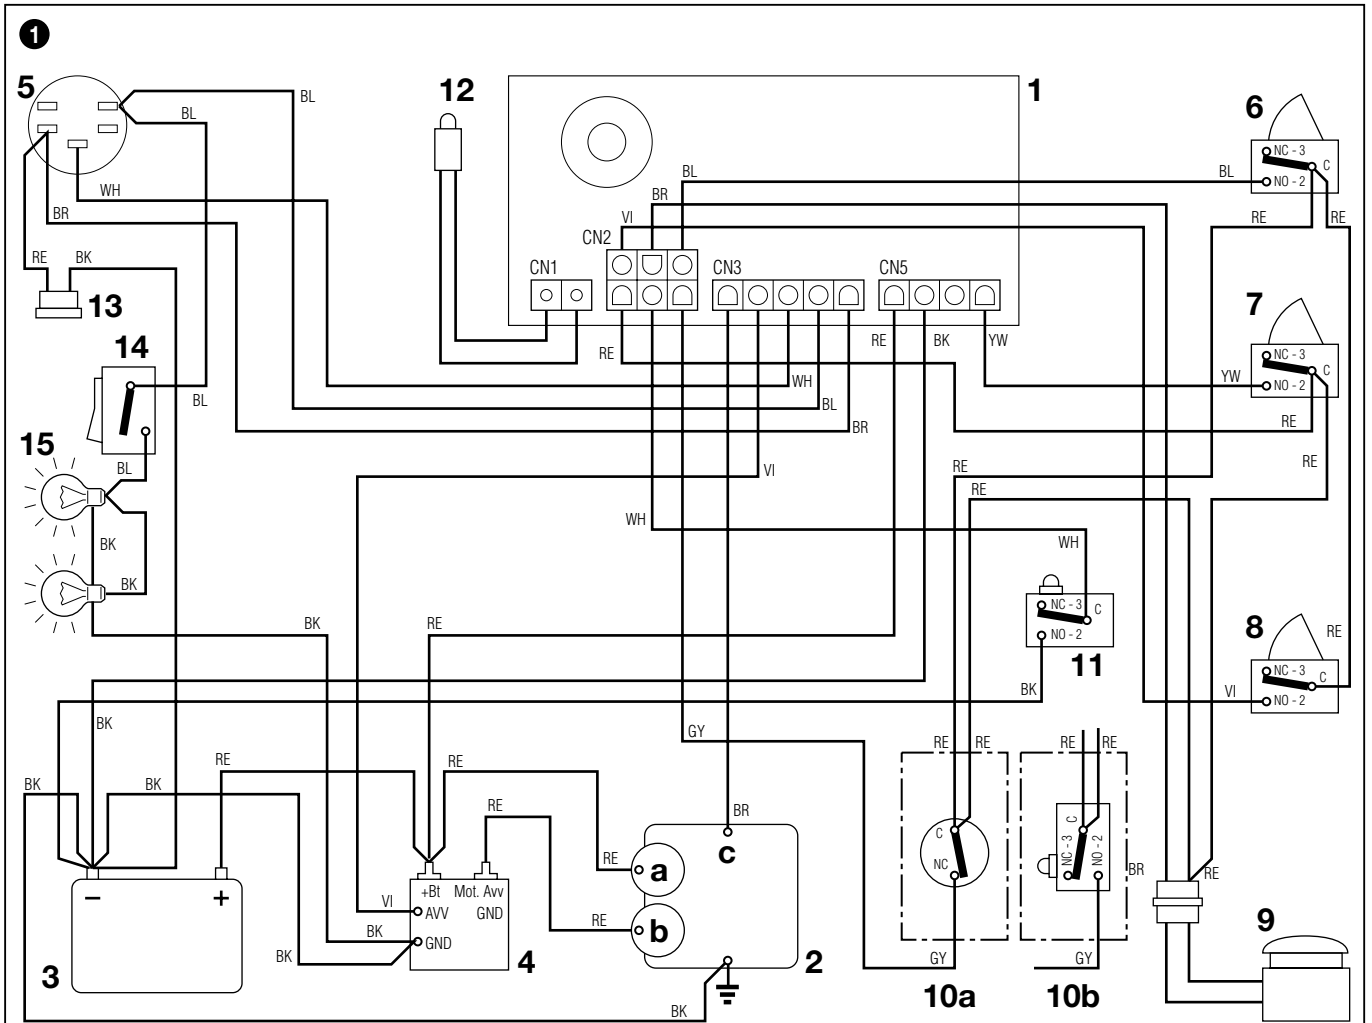 1
5
BL
BL
12
1
6
NC - 3
C
NO - 2
BL
BL
WH
BR
BR
VI
CN2
RE
RE
RE
BK
CN1
CN3
CN5
13
7
NC - 3
C
NO - 2
14
RE
RE
BK
YW
YW
WH
BL
BL
BR
RE
15
BL
VI
RE
RE
RE
WH
WH
BK
BK
NC - 3
C
NO - 2
11
8
NC - 3
C
NO - 2
RE
BK
RE
BK
VI
BK
GY
RE
RE
RE
RE
RE
RE
BK
BK
RE
BR
c
a
RE
+Bt
Mot. Avv
AVV
GND
VI
C
NC
C
NC - 3
NO - 2
BR
RE
–
+
BK
GND
RE
b
9
3
BK
4
2
GY
GY
10a
10b
BK